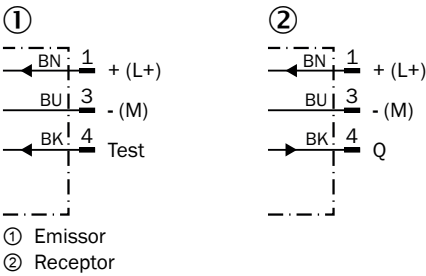 ① ②
BN 1 + (L+) BN 1 + (L+)
BU 3 - (M) BU 3 - (M)
BK 4 Test BK 4 Q
① Emissor
② Receptor